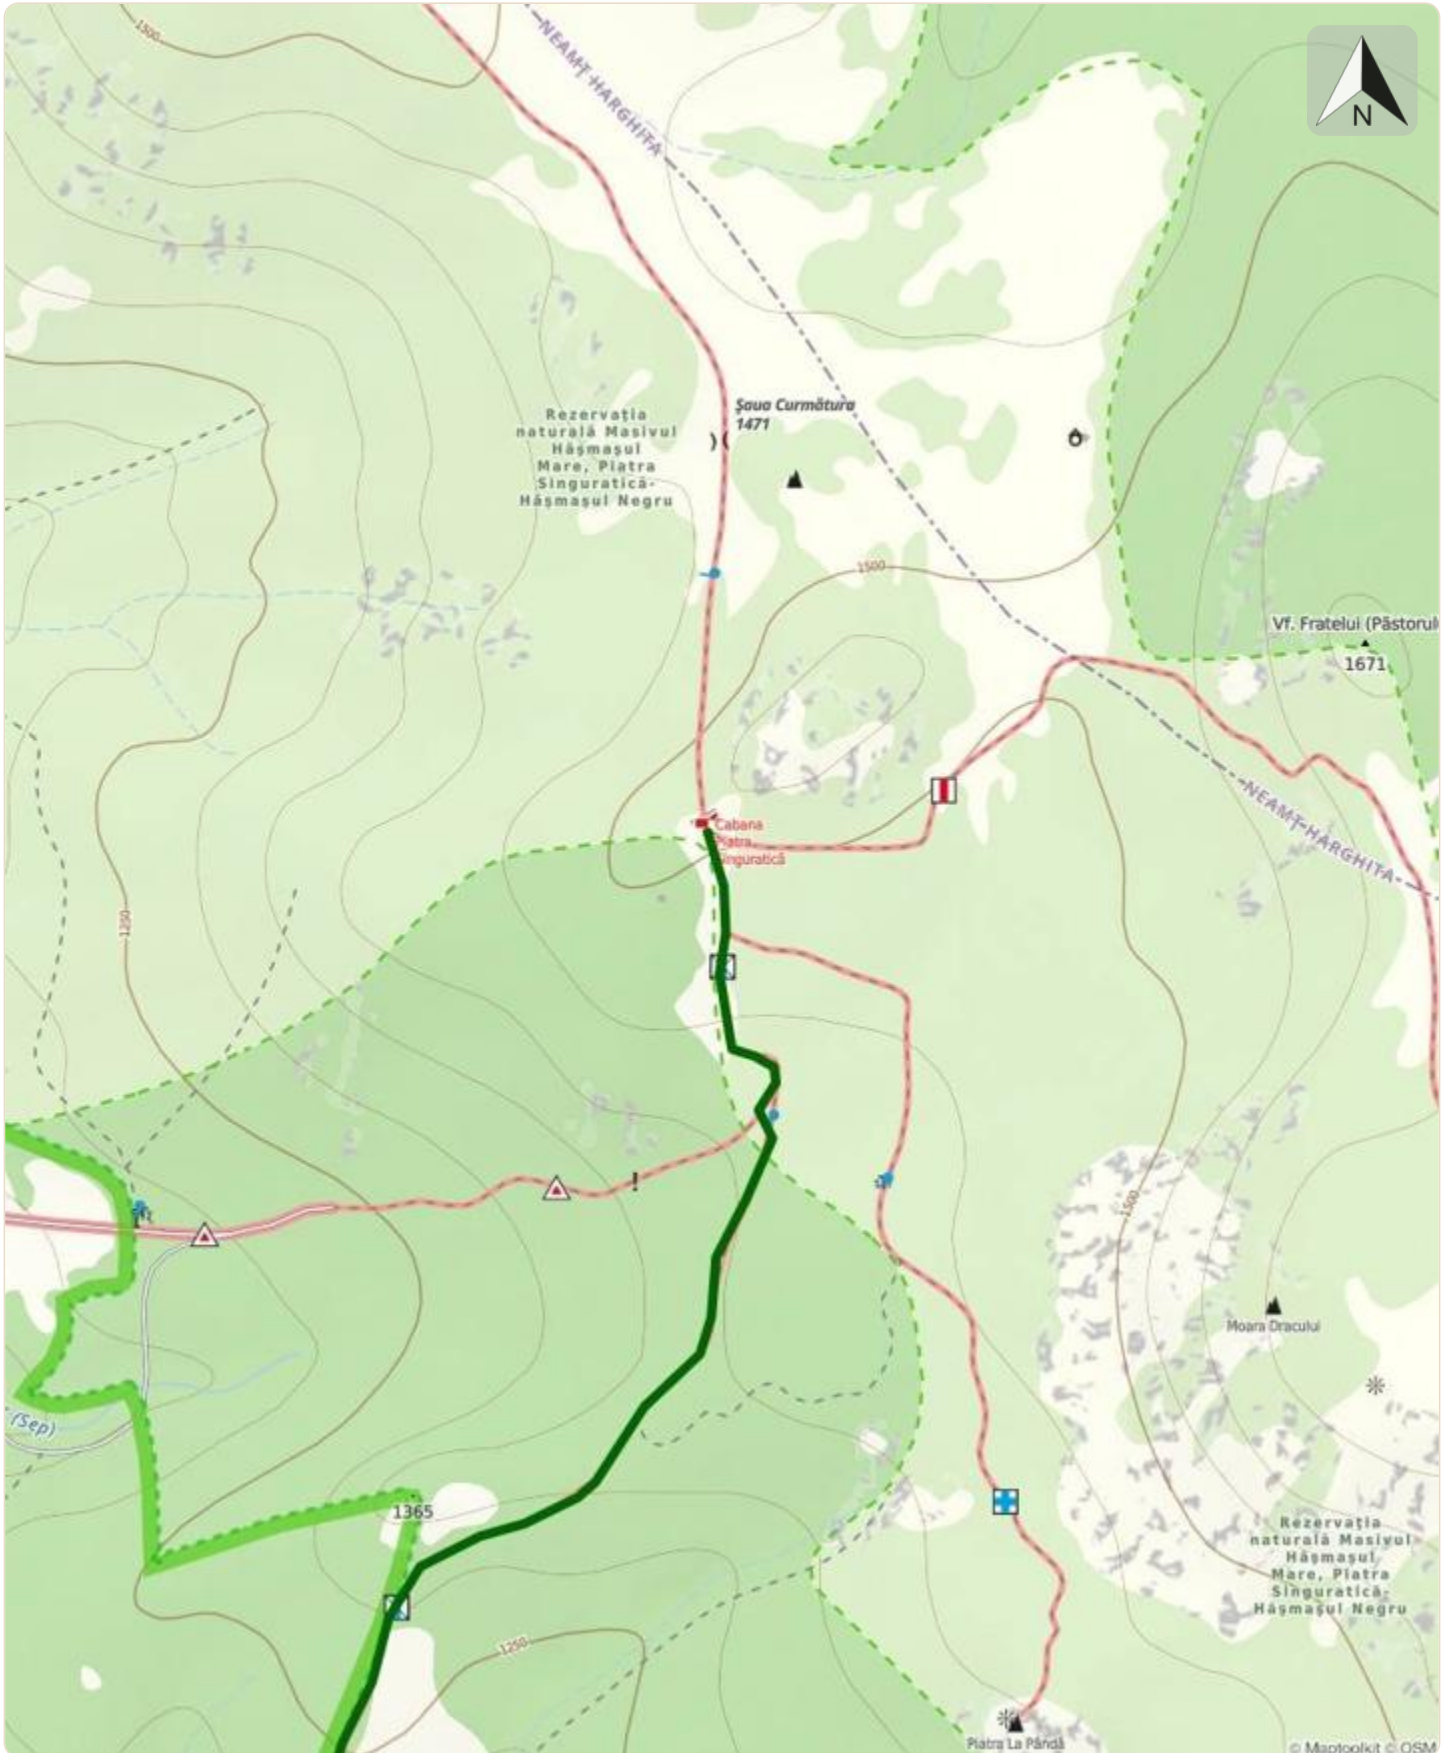 1500
NEAMȚ-HARGHITA
N
Șaua Curmătura
1471
Rezervația
naturală Masivul
Hășmașul
Mare, Piatra
Singuratică-
Hășmașul Negru
1500
Vf. Fratelui (Păstorul
1671
NEAMȚ-HARGHITA
Cabana
Piatra
Singuratică
1250
1500
Moara Dracului
(Sep)
1365
Rezervația
naturală Masivul
Hășmașul
Mare, Piatra
Singuratică-
Hășmașul Negru
1250
Piatra La Pândă
© Maptoolkit © OSM